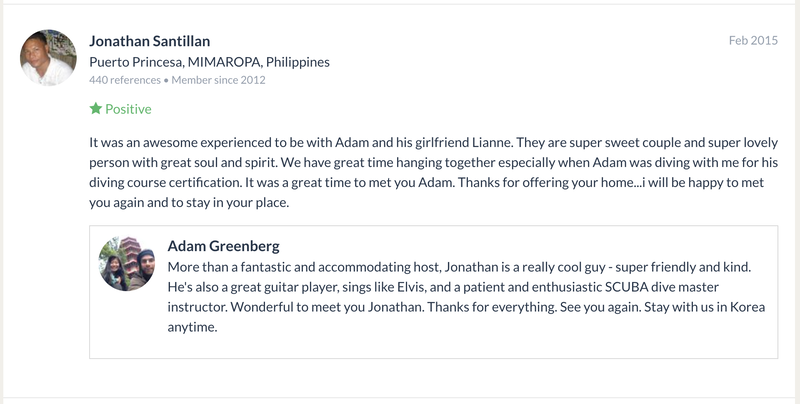 Jonathan Santillan
Feb 2015
Puerto Princesa, MIMAROPA, Philippines
440 references • Member since 2012
Positive
It was an awesome experienced to be with Adam and his girlfriend Lianne. They are super sweet couple and super lovely
person with great soul and spirit. We have great time hanging together especially when Adam was diving with me for his
diving course certification. It was a great time to met you Adam. Thanks for offering your home...i will be happy to met
you again and to stay in your place.
Adam Greenberg
More than a fantastic and accommodating host, Jonathan is a really cool guy - super friendly and kind.
He's also a great guitar player, sings like Elvis, and a patient and enthusiastic SCUBA dive master
instructor. Wonderful to meet you Jonathan. Thanks for everything. See you again. Stay with us in Korea
anytime.